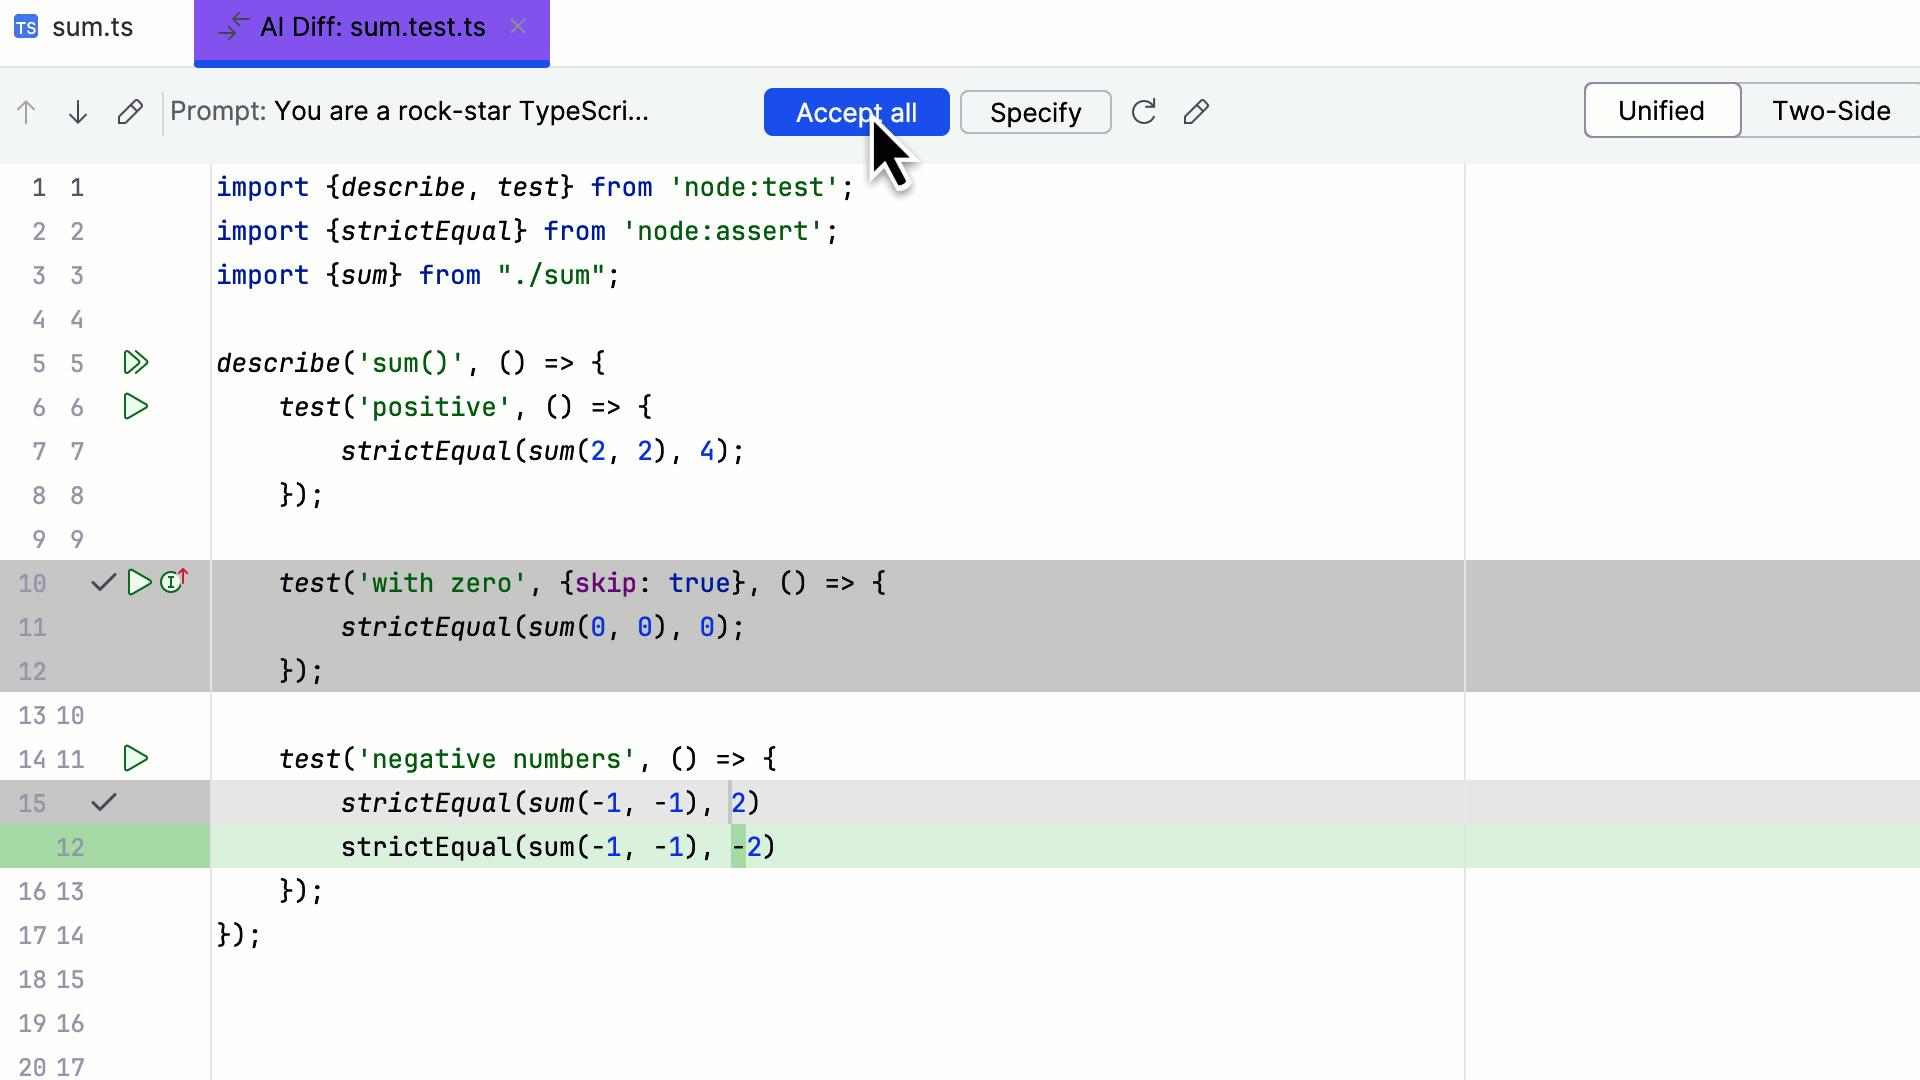 TS sum.ts AI Diff: sum.test.ts
Prompt: You are a rock-star TypeScri... Accept all Specify Unified Two-Side
1 1 import {describe, test} from 'node:test';
2 2 import {strictEqual} from 'node:assert';
3 3 import {sum} from "./sum";
4 4
5 5 describe('sum()', () => {
6 6 test('positive', () => {
7 7 strictEqual(sum(2, 2), 4);
8 8 });
9 9
10 test('with zero', {skip: true}, () => {
11 strictEqual(sum(0, 0), 0);
12 });
13 10
14 11 test('negative numbers', () => {
15 strictEqual(sum(-1, -1), 2)
12 strictEqual(sum(-1, -1), -2)
16 13 });
17 14 });
18 15
19 16
20 17